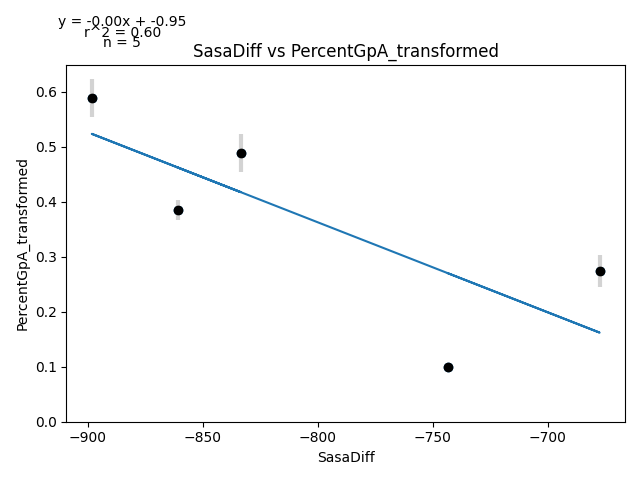 y = -0.00x + -0.95
r^2 = 0.60
n = 5
SasaDiff vs PercentGpA_transformed
PercentGpA_transformed
0.6
0.5
0.4
0.3
0.2
0.1
0.0
−900
−850
−800
−750
−700
SasaDiff